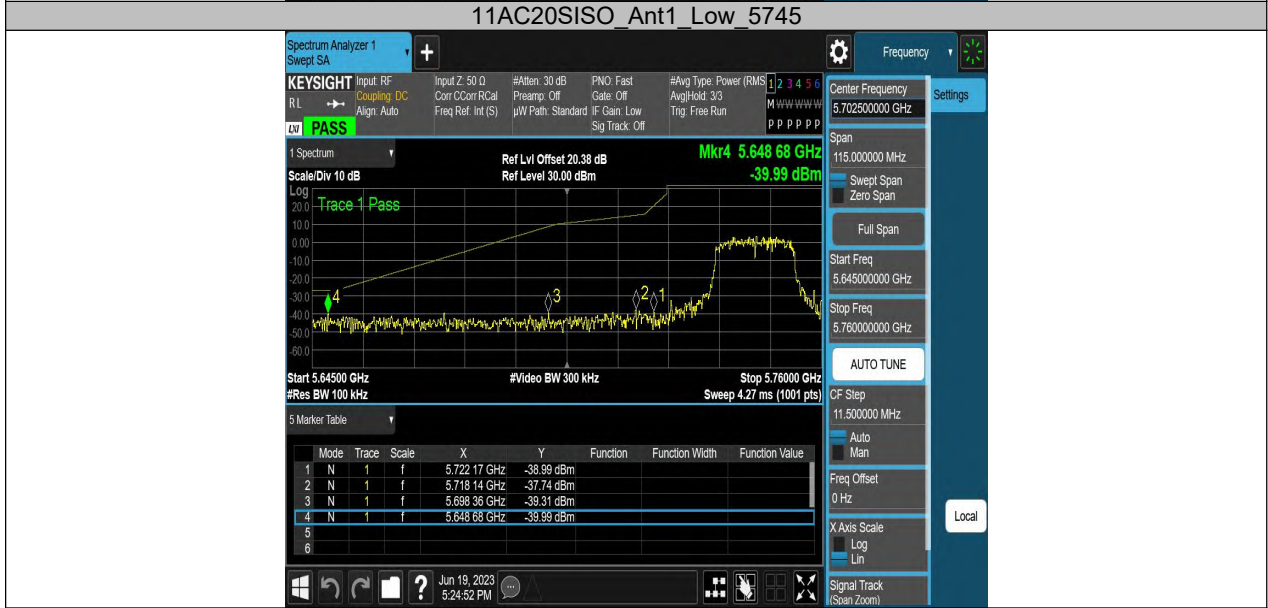 11AC20SISO_Ant1_Low_5745
Spectrum Analyzer 1
Swept SA
+
Frequency
KEYSIGHT
RL
LXI PASS
Input: RF
Coupling: DC
Align: Auto
Input Z: 50 Ω
Corr CCorr RCal
Freq Ref: Int (S)
#Atten: 30 dB
Preamp: Off
µW Path: Standard
PNO: Fast
Gate: Off
IF Gain: Low
Sig Track: Off
#Avg Type: Power (RMS
Avg|Hold: 3/3
Trig: Free Run
1 2 3 4 5 6
M W W W W W
P P P P P P
1 Spectrum
Scale/Div 10 dB
Ref Lvl Offset 20.38 dB
Ref Level 30.00 dBm
Mkr4 5.648 68 GHz
-39.99 dBm
Log
Trace 1 Pass
20.0
10.0
0.00
-10.0
-20.0
-30.0
-40.0
-50.0
-60.0
4
3
2
1
Start 5.64500 GHz
#Video BW 300 kHz
Stop 5.76000 GHz
#Res BW 100 kHz
Sweep 4.27 ms (1001 pts)
5 Marker Table
Mode Trace Scale X Y Function Function Width Function Value
1 N 1 f 5.722 17 GHz -38.99 dBm
2 N 1 f 5.718 14 GHz -37.74 dBm
3 N 1 f 5.698 36 GHz -39.31 dBm
4 N 1 f 5.648 68 GHz -39.99 dBm
5
6
?
Jun 19, 2023
5:24:52 PM
Center Frequency
5.702500000 GHz
Settings
Span
115.000000 MHz
Swept Span
Zero Span
Full Span
Start Freq
5.645000000 GHz
Stop Freq
5.760000000 GHz
AUTO TUNE
CF Step
11.500000 MHz
Auto
Man
Freq Offset
0 Hz
X Axis Scale
Log
Lin
Local
Signal Track
(Span Zoom)